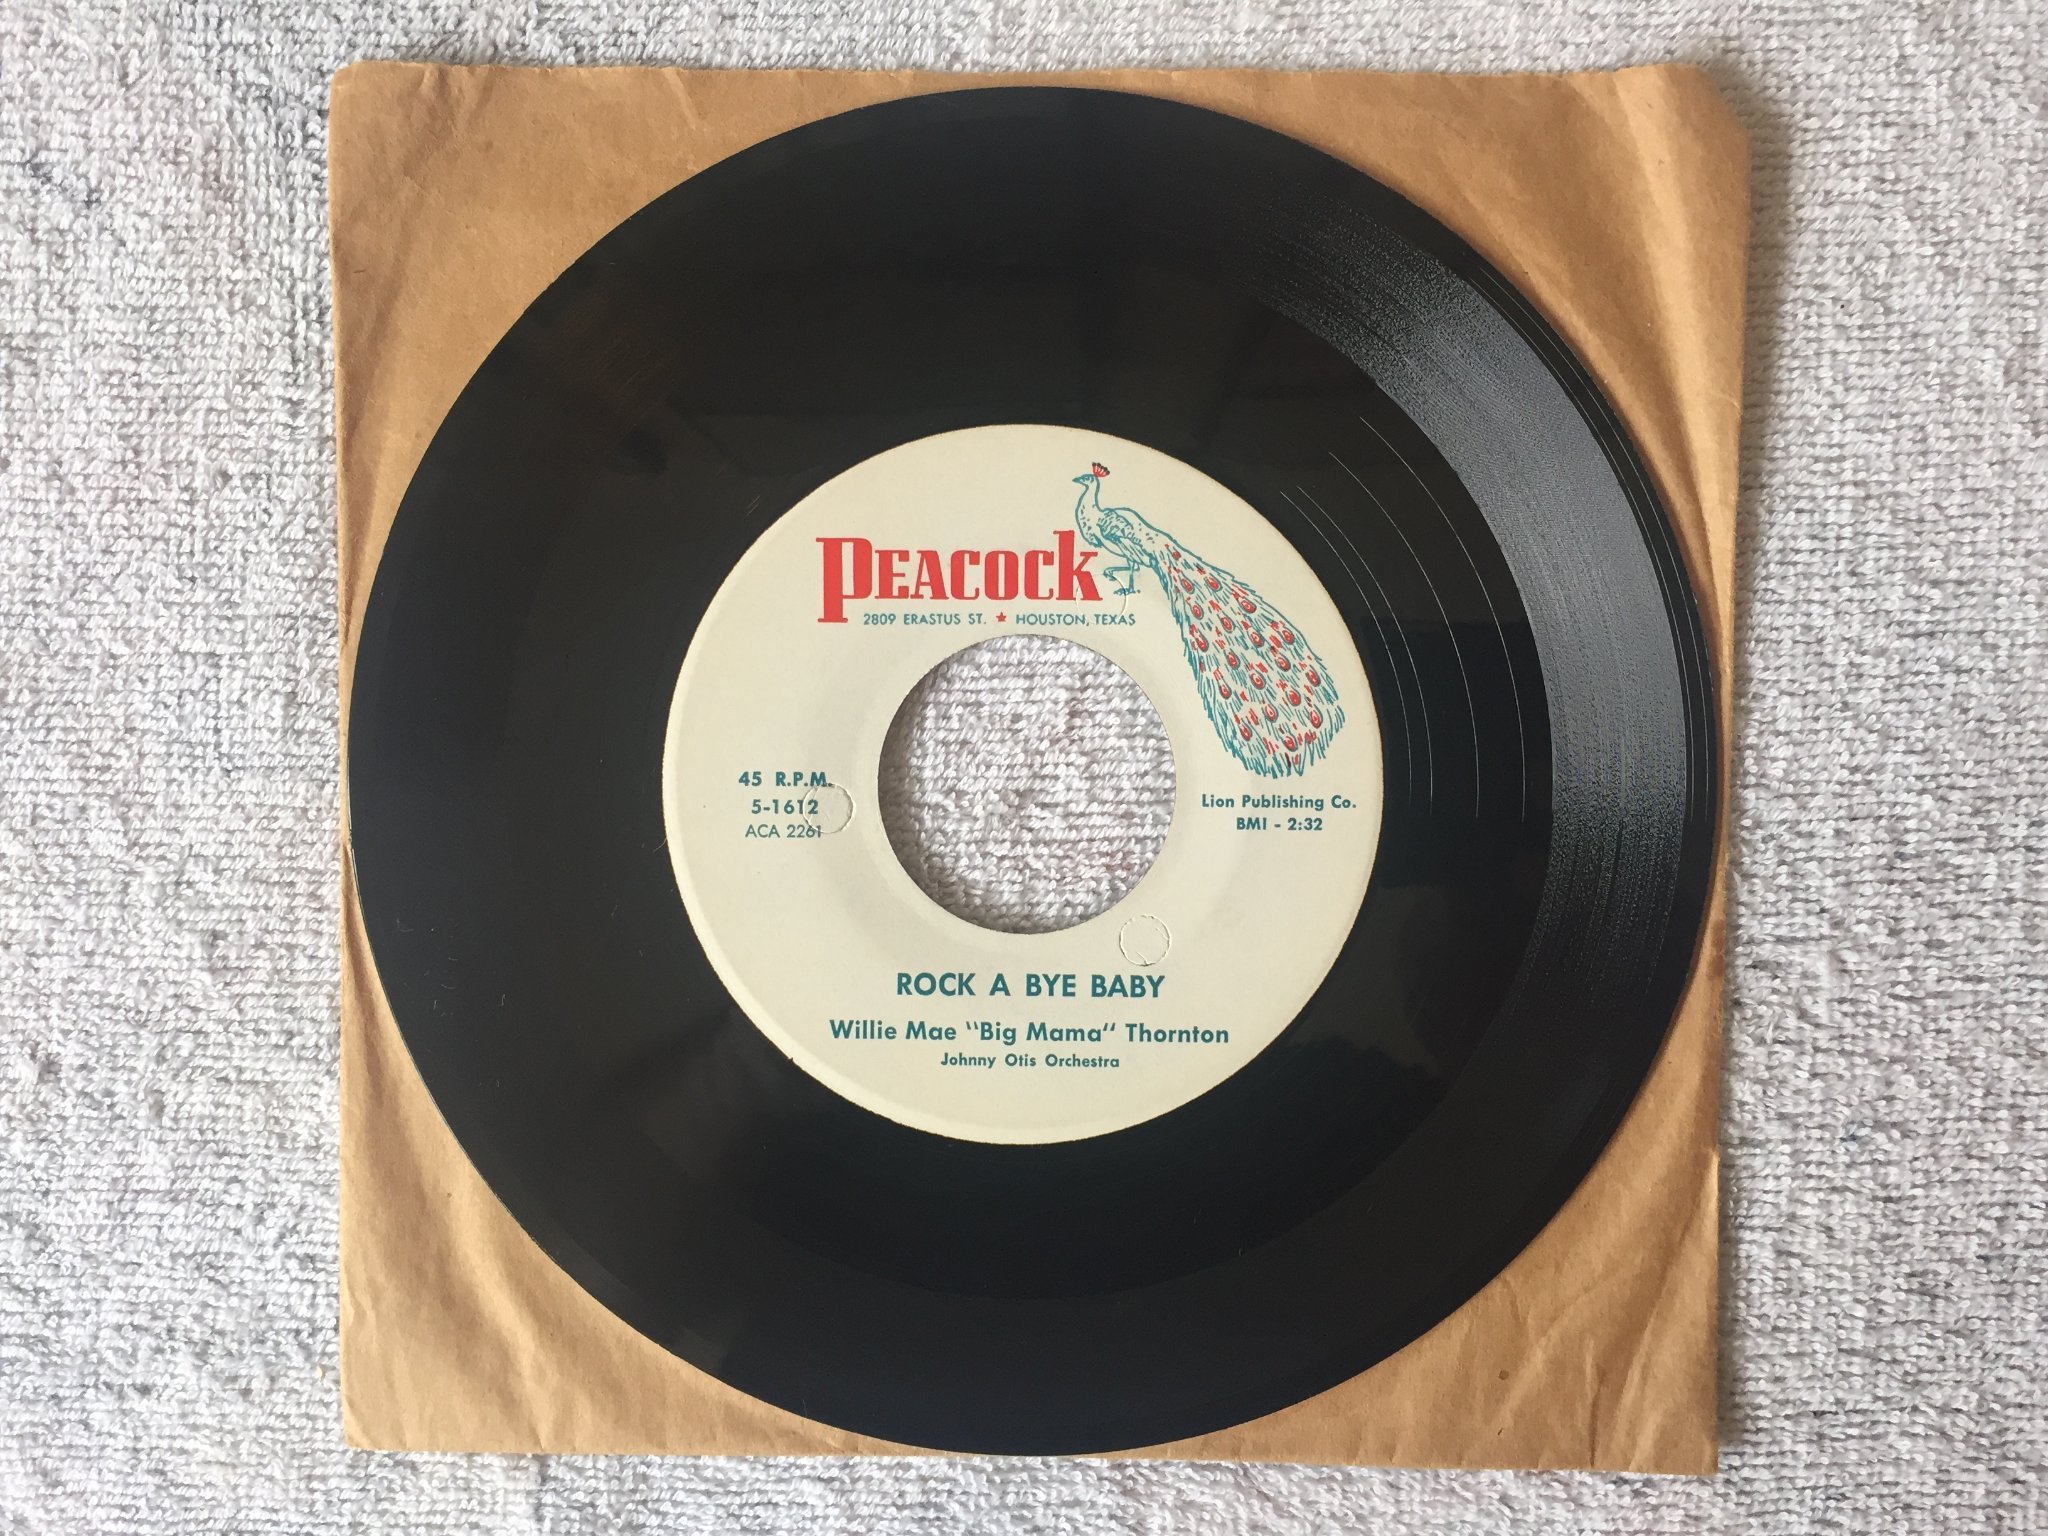 PEACOCK
2809 ERASTUS ST. ★ HOUSTON, TEXAS
45 R.P.M.
5-1612
ACA 2261
Lion Publishing Co.
BMI - 2:32
ROCK A BYE BABY
Willie Mae "Big Mama" Thornton
Johnny Otis Orchestra